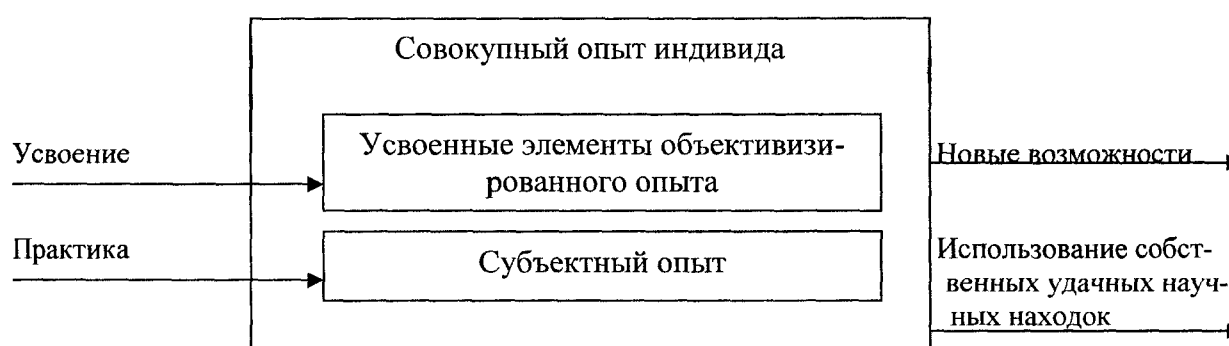 Совокупный опыт индивида
Усвоение
Усвоенные элементы объективизи-
рованного опыта
Новые возможности
Практика
Субъектный опыт
Использование собст-
венных удачных науч-
ных находок